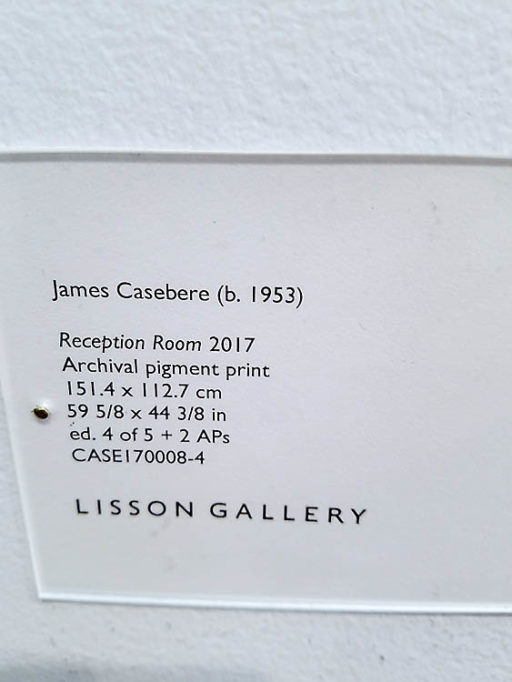 James Casebere (b. 1953)
Reception Room 2017
Archival pigment print
151.4 x 112.7 cm
59 5/8 x 44 3/8 in
ed. 4 of 5 + 2 APs
CASE170008-4
LISSON GALLERY